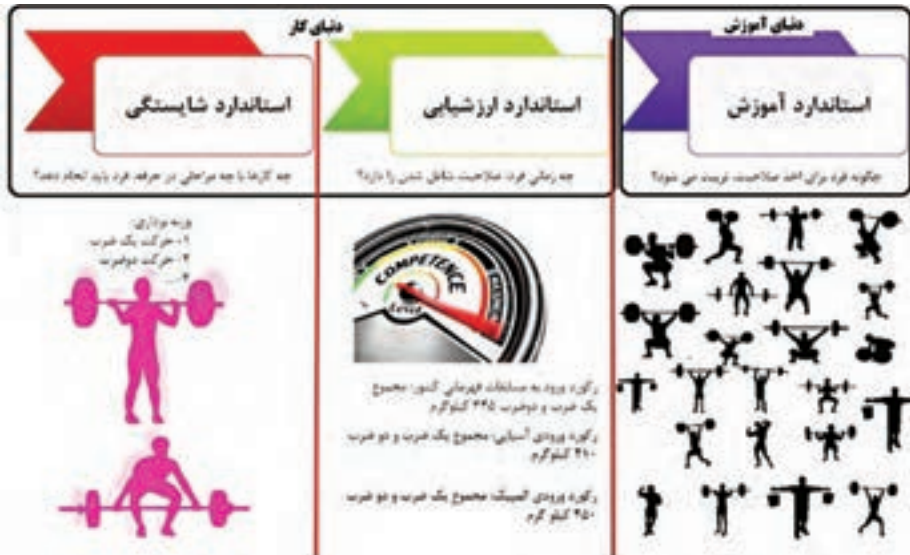 دنیای آموزش
استاندارد آموزش
چگونه فرد برای اخذ صلاحیت، تربیت می شود؟
دنیای کار
استاندارد ارزشیابی
چه زمانی فرد، صلاحیت شاغل شدن را دارد؟
استاندارد شایستگی
چه کارها با چه مراحلی در حرفه، فرد باید انجام دهد؟
COMPETENCE
Level
رکورد ورود به مسابقات قهرمانی کشور: مجموع
یک ضرب و دوضرب کیلوگرم
رکورد ورودی آسیایی: مجموع یک ضرب و دو ضرب
کیلوگرم
رکورد ورودی المپیک: مجموع یک ضرب و دو ضرب
۴۵۰ کیلو گرم
وزنه برداری:
۱- حرکت یک ضرب
۲- حرکت دوضرب